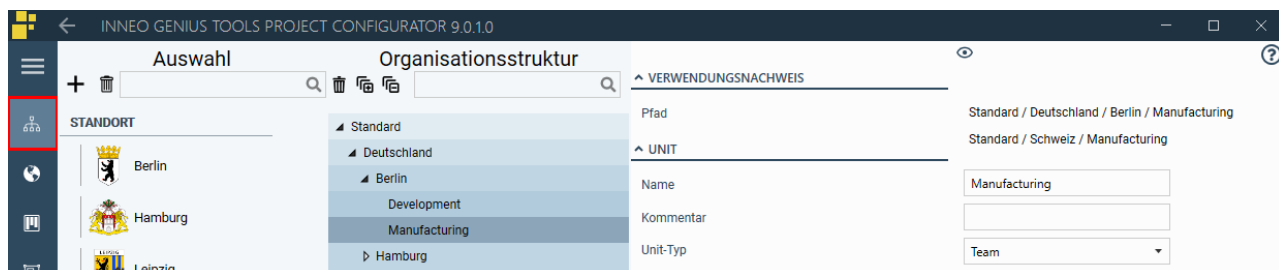 INNEO GENIUS TOOLS PROJECT CONFIGURATOR 9.0.1.0
Auswahl
Organisationsstruktur
STANDORT
Berlin
Hamburg
Leipzig
Standard
Deutschland
Berlin
Development
Manufacturing
Hamburg
VERWENDUNGSNACHWEIS
Pfad
Standard / Deutschland / Berlin / Manufacturing
Standard / Schweiz / Manufacturing
UNIT
Name
Manufacturing
Kommentar
Unit-Typ
Team